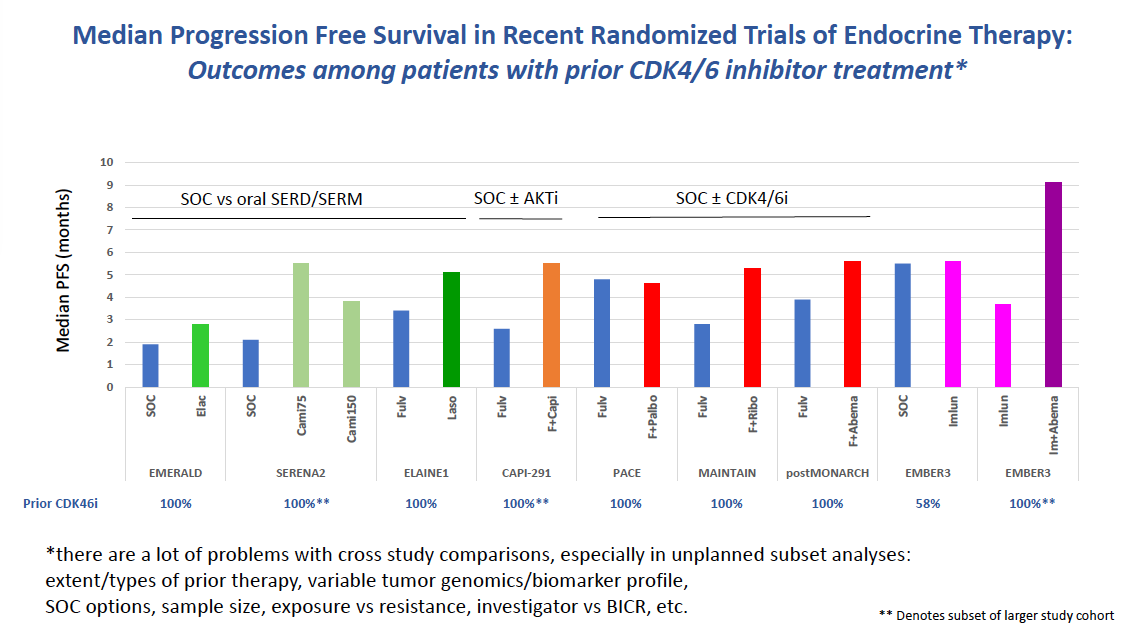 Median Progression Free Survival in Recent Randomized Trials of Endocrine Therapy:
Outcomes among patients with prior CDK4/6 inhibitor treatment*
Median PFS (months)
10
9
8
7
6
5
4
3
2
1
0
SOC vs oral SERD/SERM
SOC ± AKTi
SOC ± CDK4/6i
SOC
Elac
SOC
Cami75
Cami150
Fulv
Laso
Fulv
F+Capi
Fulv
F+Palbo
Fulv
F+Ribo
Fulv
F+Abema
SOC
Imlun
Imlun
Im+Abema
EMERALD
SERENA2
ELAINE1
CAPI-291
PACE
MAINTAIN
postMONARCH
EMBER3
EMBER3
Prior CDK46i
100%
100%**
100%
100%**
100%
100%
100%
58%
100%**
*there are a lot of problems with cross study comparisons, especially in unplanned subset analyses:
extent/types of prior therapy, variable tumor genomics/biomarker profile,
SOC options, sample size, exposure vs resistance, investigator vs BICR, etc.
** Denotes subset of larger study cohort